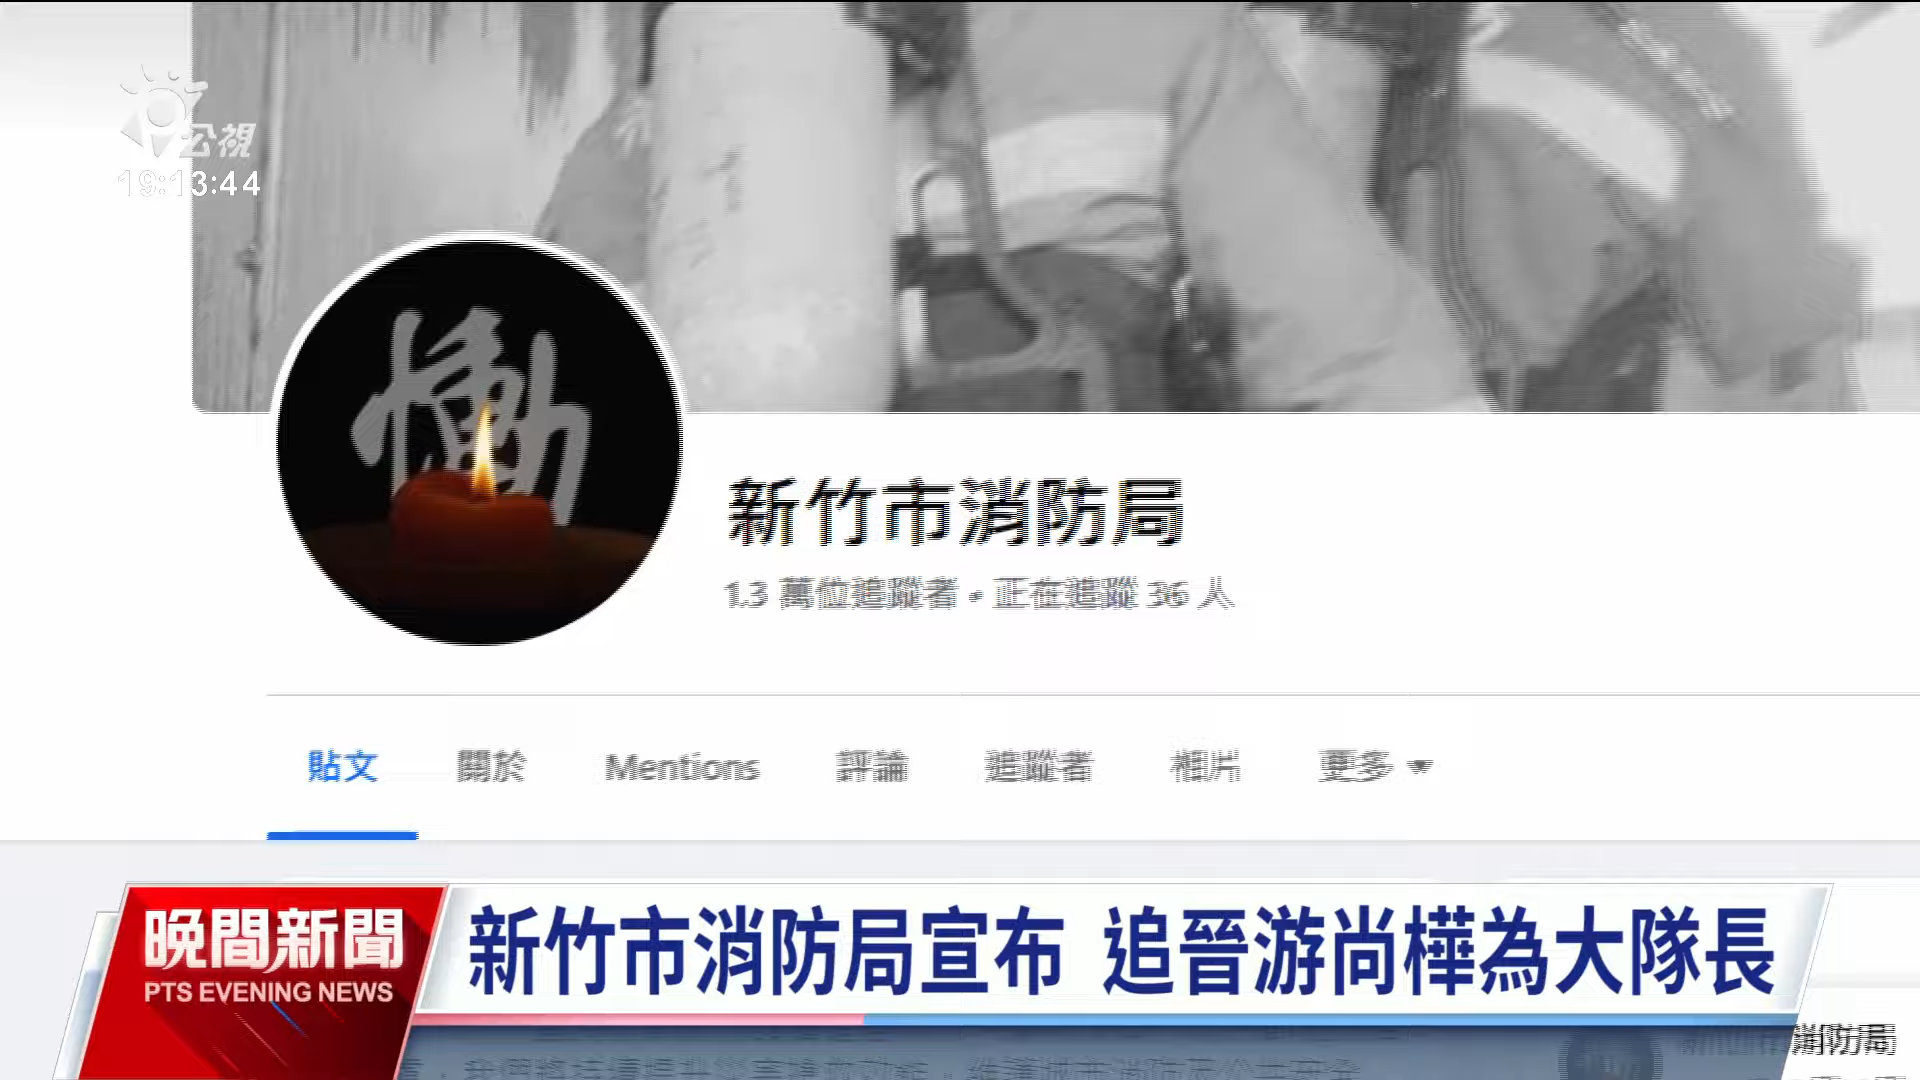 公視
19:13:44
慟
新竹市消防局
1.3 萬位追蹤者 • 正在追蹤 36 人
貼文 關於 Mentions 評論 追蹤者 相片 更多
晚間新聞
PTS EVENING NEWS
新竹市消防局宣布 追晉游尚樺為大隊長
消防局